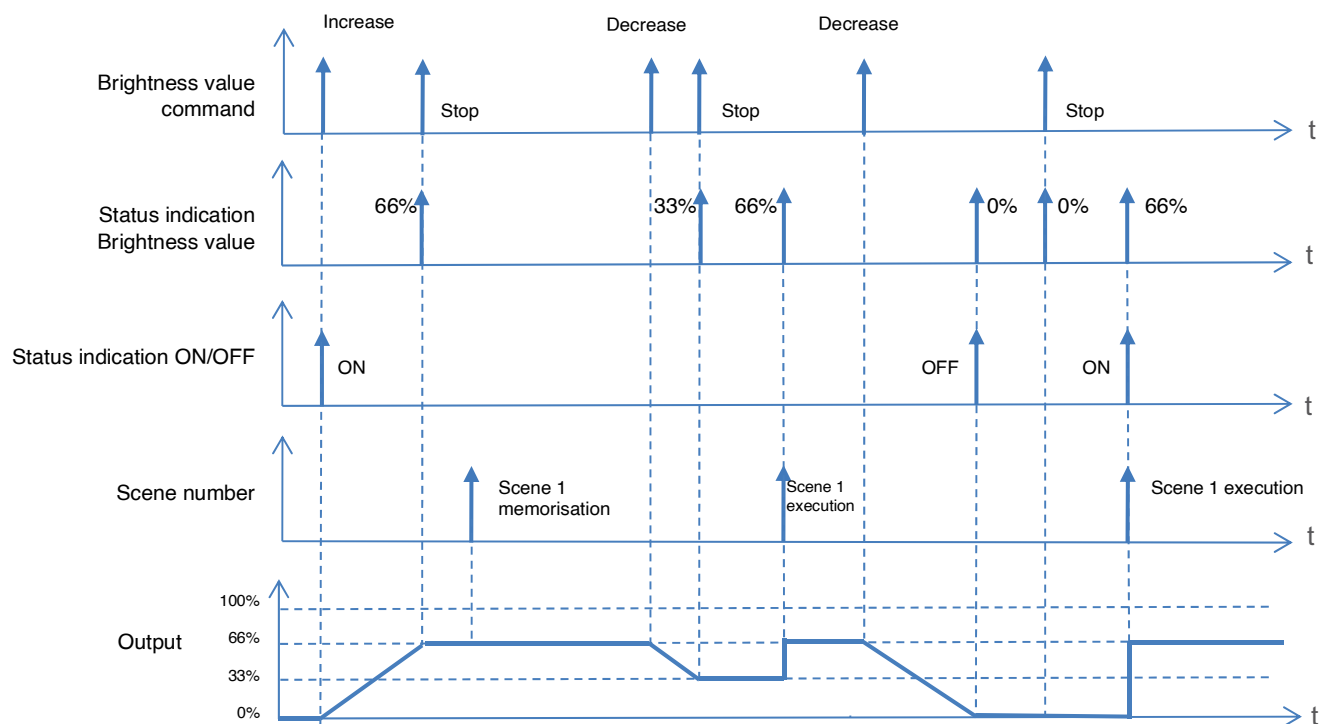 Increase
Decrease
Decrease
Brightness value
command
Stop
Stop
Stop
t
Status indication
Brightness value
66%
33%
66%
0%
0%
66%
t
Status indication ON/OFF
ON
OFF
ON
t
Scene number
Scene 1
memorisation
Scene 1
execution
Scene 1 execution
t
Output
100%
66%
33%
0%
t